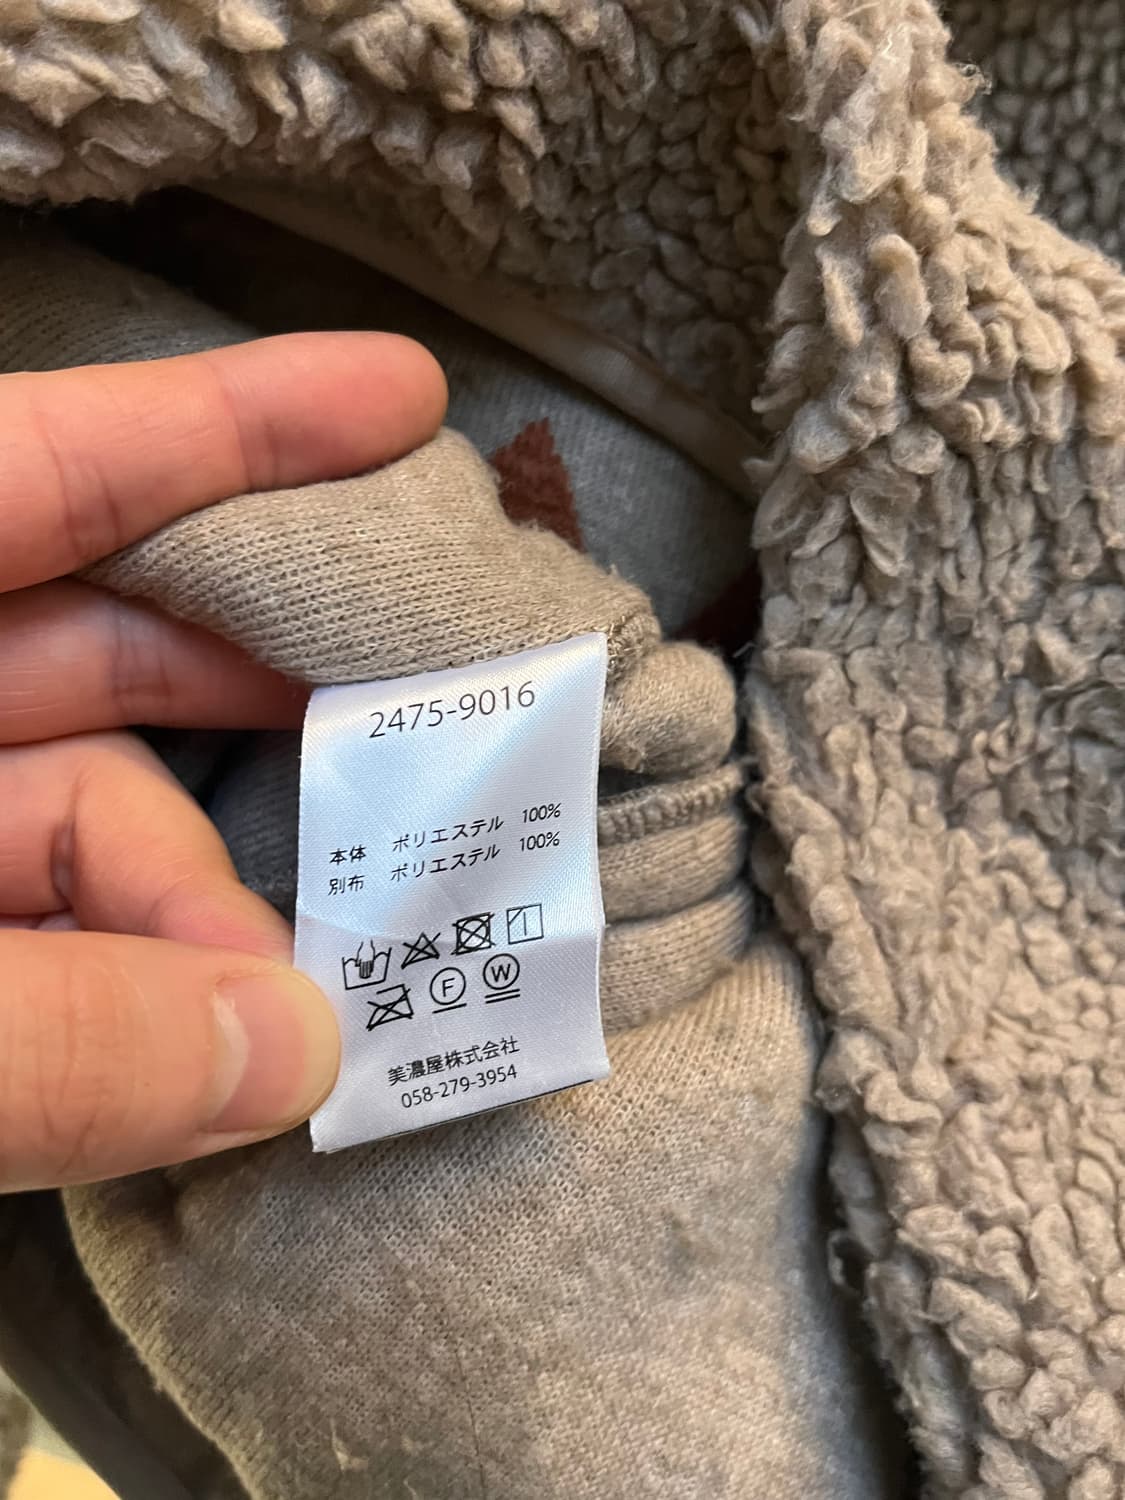 2475-9016
本体 ポリエステル 100%
別布 ポリエステル 100%
F W
美濃屋株式会社
058-279-3954